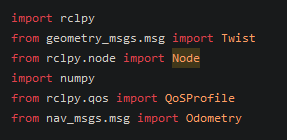 import rclpy
from geometry_msgs.msg import Twist
from rclpy.node import Node
import numpy
from rclpy.qos import QoSProfile
from nav_msgs.msg import Odometry